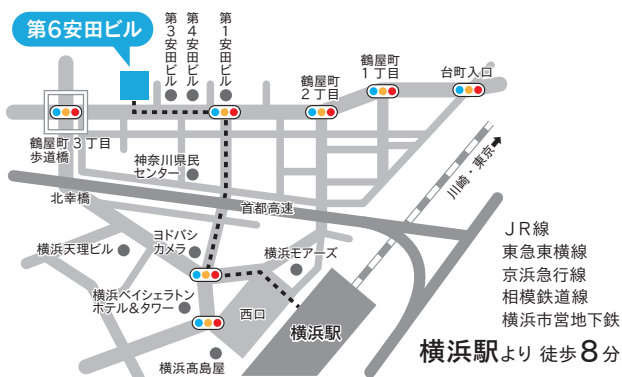 第6安田ビル
第3安田ビル
第4安田ビル
第1安田ビル
鶴屋町
2丁目
鶴屋町
1丁目
台町入口
鶴屋町3丁目
歩道橋
神奈川県民
センター
川崎・東京
北幸橋
首都高速
横浜天理ビル
ヨドバシ
カメラ
横浜モアーズ
横浜ベイシェラトン
ホテル&タワー
西口
横浜駅
横浜髙島屋
JR線
東急東横線
京浜急行線
相模鉄道線
横浜市営地下鉄
横浜駅より 徒歩8分